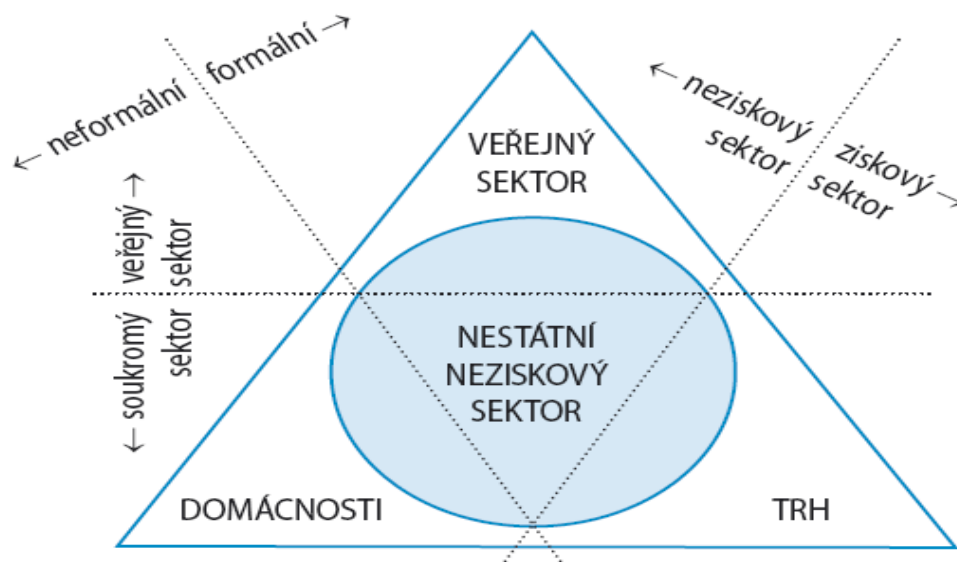 ← neformální formální →
← neziskový
sektor
ziskový →
sektor
VEŘEJNÝ
SEKTOR
veřejný →
sektor
← soukromý
sektor
NESTÁTNÍ
NEZISKOVÝ
SEKTOR
DOMÁCNOSTI
TRH